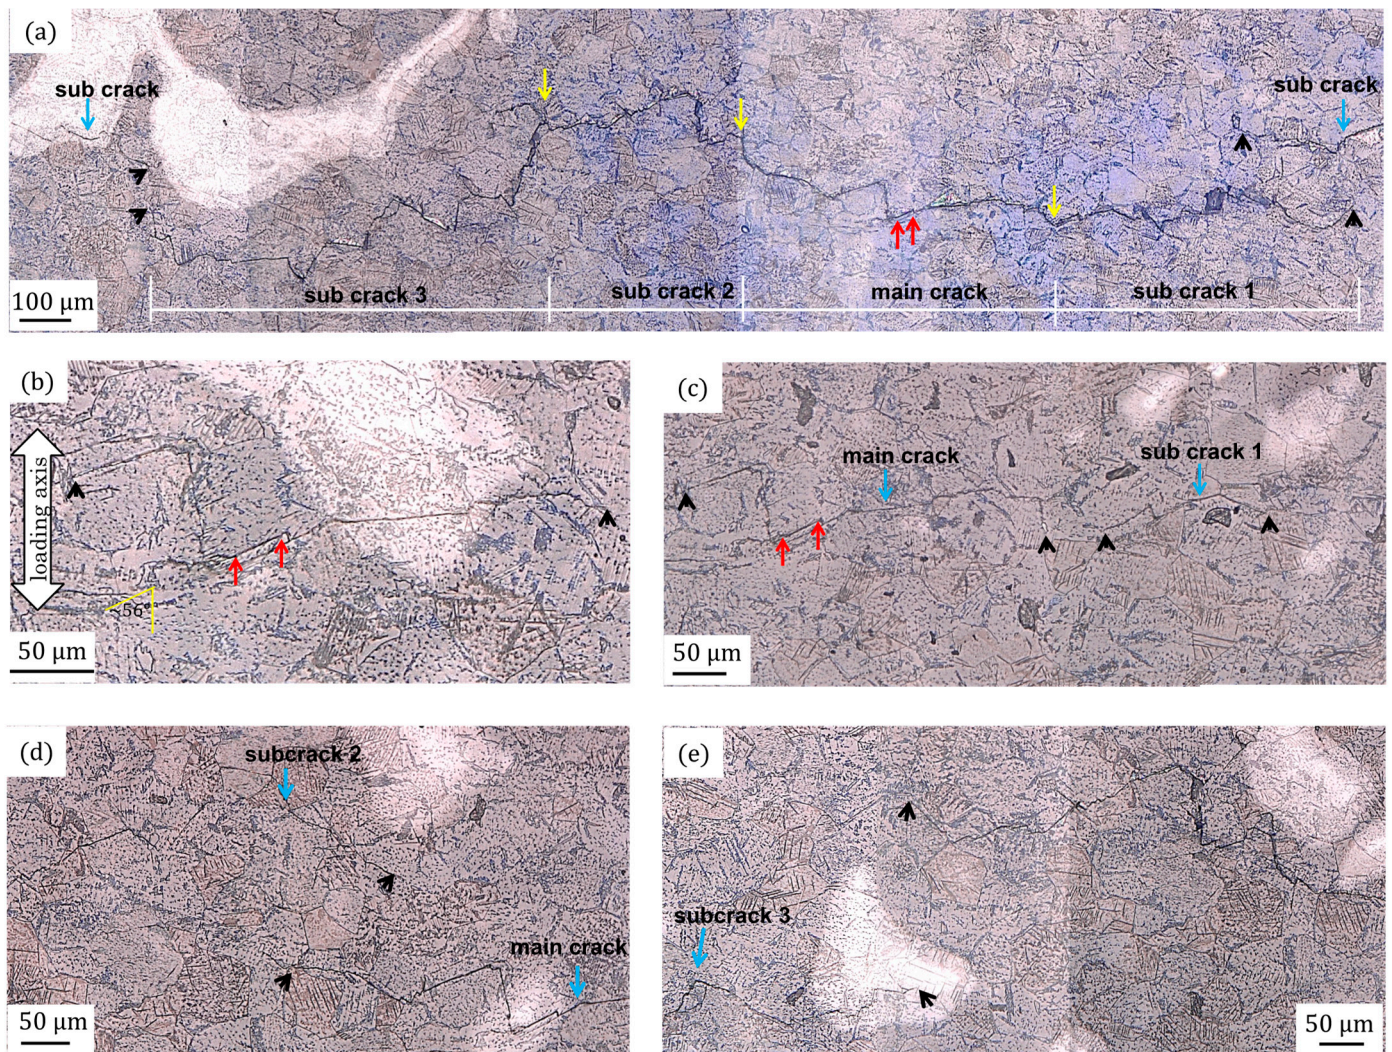 (a)
sub crack
sub crack
sub crack 3
sub crack 2
main crack
sub crack 1
100 μm
(b)
loading axis
56°
50 μm
(c)
main crack
sub crack 1
50 μm
(d)
subcrack 2
main crack
50 μm
(e)
subcrack 3
50 μm